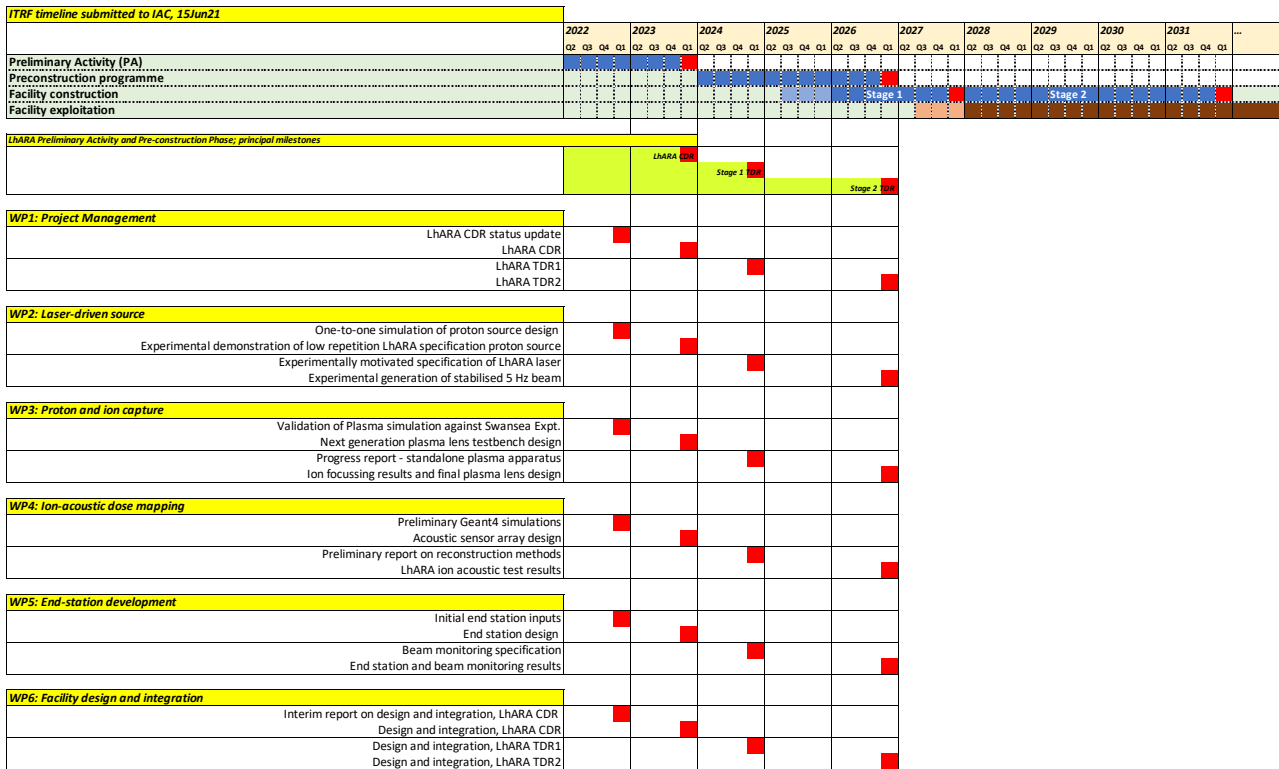 ITRF timeline submitted to IAC, 15Jun21
2022 2023 2024 2025 2026 2027 2028 2029 2030 2031 ...
Q2 Q3 Q4 Q1 Q2 Q3 Q4 Q1 Q2 Q3 Q4 Q1 Q2 Q3 Q4 Q1 Q2 Q3 Q4 Q1 Q2 Q3 Q4 Q1 Q2 Q3 Q4 Q1 Q2 Q3 Q4 Q1 Q2 Q3 Q4 Q1 Q2 Q3 Q4 Q1
Preliminary Activity (PA)
Preconstruction programme
Facility construction Stage 1 Stage 2
Facility exploitation
LhARA Preliminary Activity and Pre-construction Phase; principal milestones
LhARA CDR
Stage 1 TDR
Stage 2 TDR
WP1: Project Management
LhARA CDR status update
LhARA CDR
LhARA TDR1
LhARA TDR2
WP2: Laser-driven source
One-to-one simulation of proton source design
Experimental demonstration of low repetition LhARA specification proton source
Experimentally motivated specification of LhARA laser
Experimental generation of stabilised 5 Hz beam
WP3: Proton and ion capture
Validation of Plasma simulation against Swansea Expt.
Next generation plasma lens testbench design
Progress report - standalone plasma apparatus
Ion focussing results and final plasma lens design
WP4: Ion-acoustic dose mapping
Preliminary Geant4 simulations
Acoustic sensor array design
Preliminary report on reconstruction methods
LhARA ion acoustic test results
WP5: End-station development
Initial end station inputs
End station design
Beam monitoring specification
End station and beam monitoring results
WP6: Facility design and integration
Interim report on design and integration, LhARA CDR
Design and integration, LhARA CDR
Design and integration, LhARA TDR1
Design and integration, LhARA TDR2